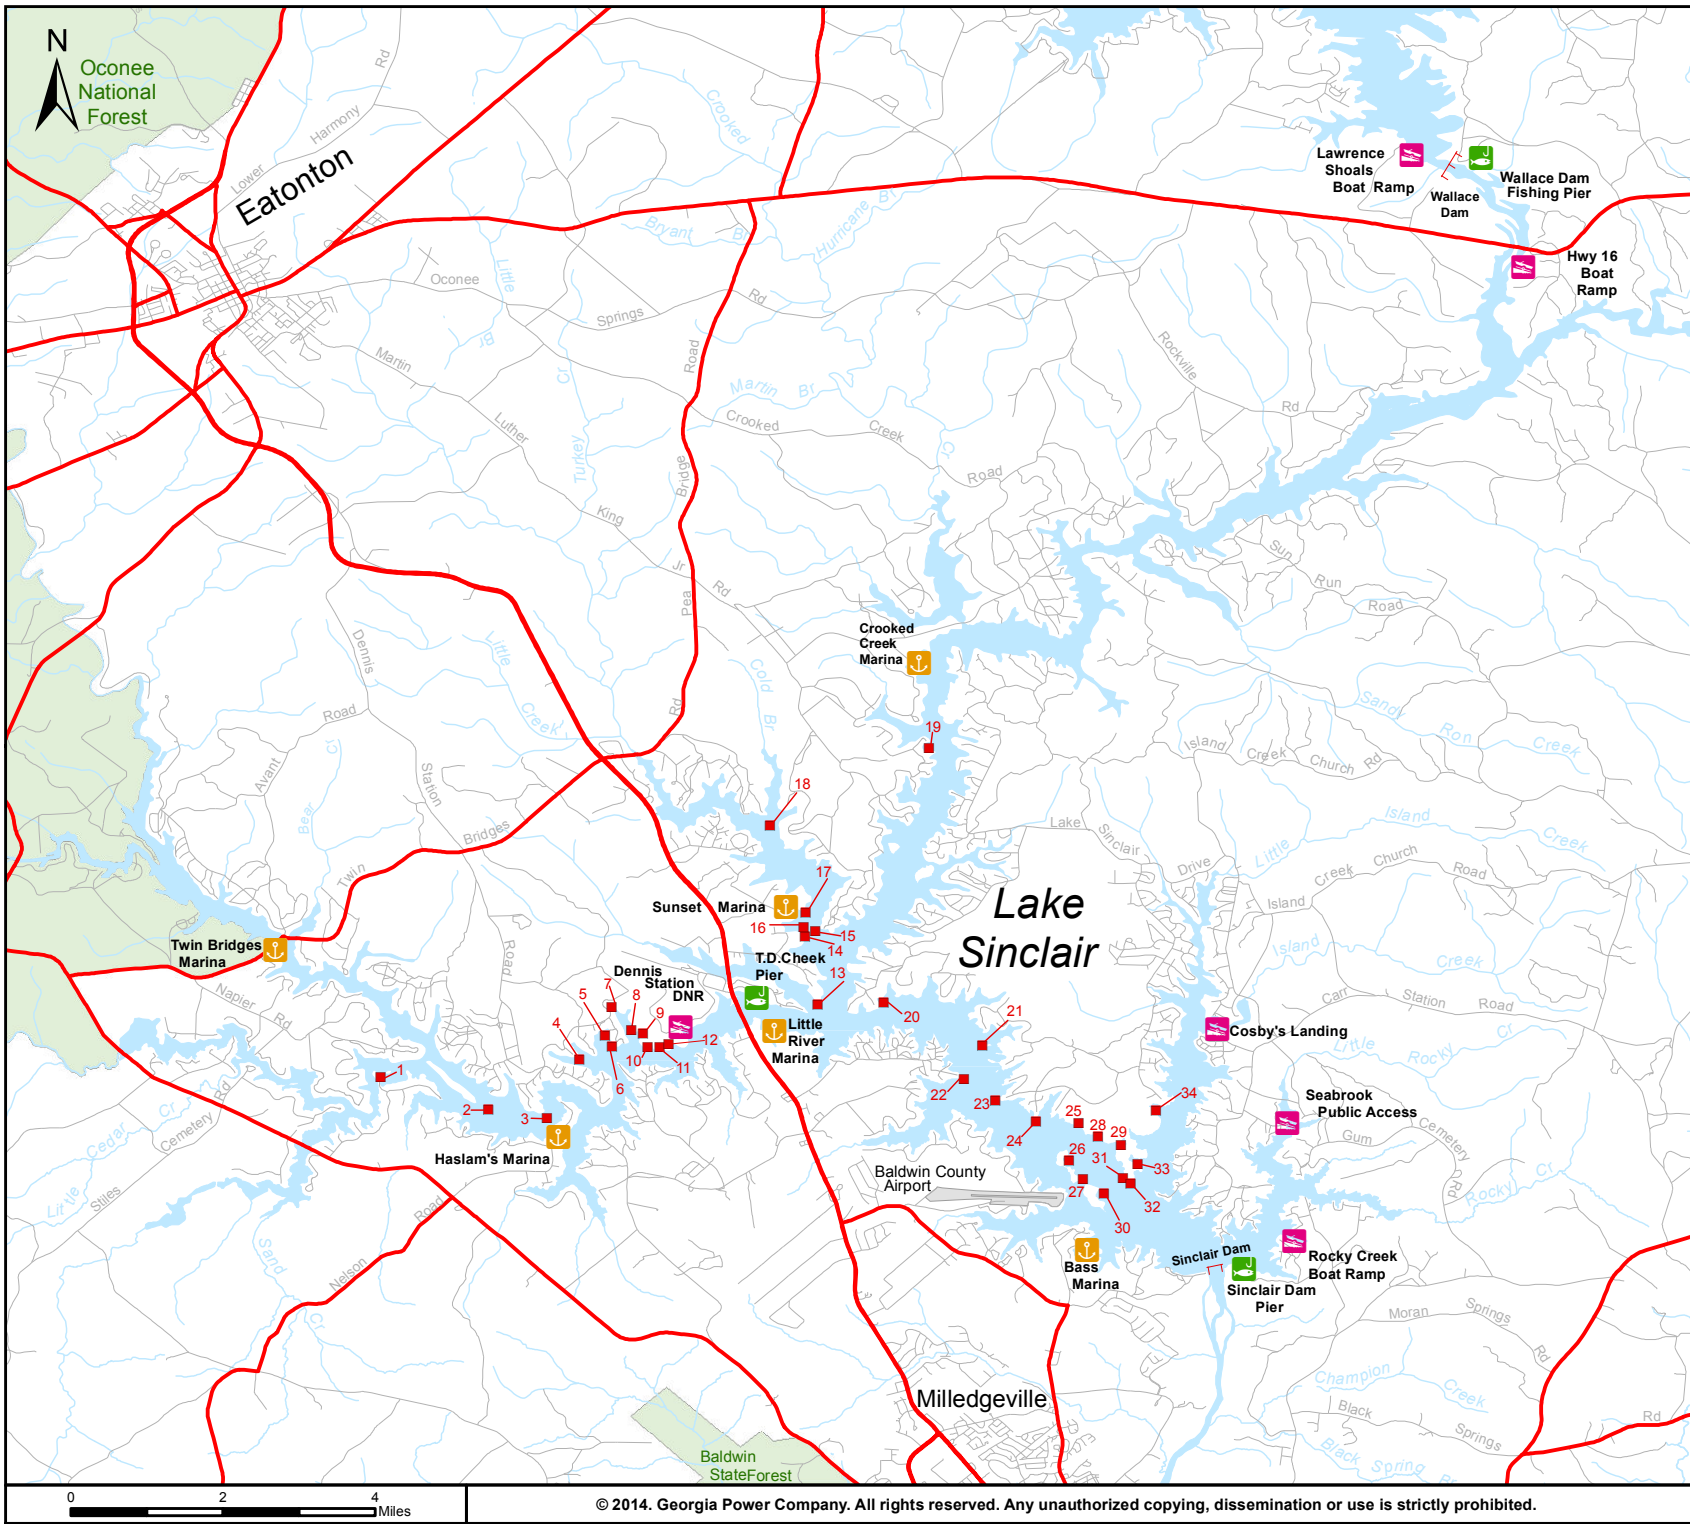 N
Oconee
National
Forest
Eatonton
Lower
Harmony
Rd
Crooked
Bryant
Br
Hurricane Br
Little
Br
Oconee
Springs
Rd
Martin
Luther
King
Jr
Rd
Turkey
Cr
Road
Bridge
Pea
Rd
Martin Br
Crooked
Creek
Road
Cr
Rockville
Rd
Lawrence
Shoals
Boat Ramp
Wallace
Dam
Wallace Dam
Fishing Pier
Hwy 16
Boat
Ramp
Sun
Run
Road
Sandy
Run
Creek
Crooked
Creek
Marina
19
Island
Creek
Church
Rd
Dennis
Road
Avant
Bear
Cr
Station
Little
Creek
Cold
Br
Bridges
Twin
Road
18
17
Sunset Marina
16
15
14
T.D.Cheek
Pier
13
Lake
Sinclair
Drive
Little
Island
Creek
Island
Creek
Church
Road
Lake
Sinclair
Island
Creek
Twin Bridges
Marina
Napier
Rd
Dennis
Station
DNR
7
8
9
5
4
10
11
12
6
Little
River
Marina
20
21
22
23
24
25
28
29
26
31
33
34
27
30
32
Carr
Station
Road
Cosby's Landing
Little
Rocky
Cr
Seabrook
Public Access
Gum
Cemetery
Rd
Rocky
Cr
1
2
3
Haslam's Marina
Little
Cedar
Cr
Cemetery Rd
Stiles
Sand
Cr
Nelson
Road
Baldwin County
Airport
Bass
Marina
Sinclair Dam
Sinclair Dam
Pier
Rocky Creek
Boat Ramp
Moran
Springs
Rd
Champion
Creek
Black
Springs
Rd
Black Spring Br
Milledgeville
Baldwin
StateForest
0
2
4
Miles
© 2014. Georgia Power Company. All rights reserved. Any unauthorized copying, dissemination or use is strictly prohibited.